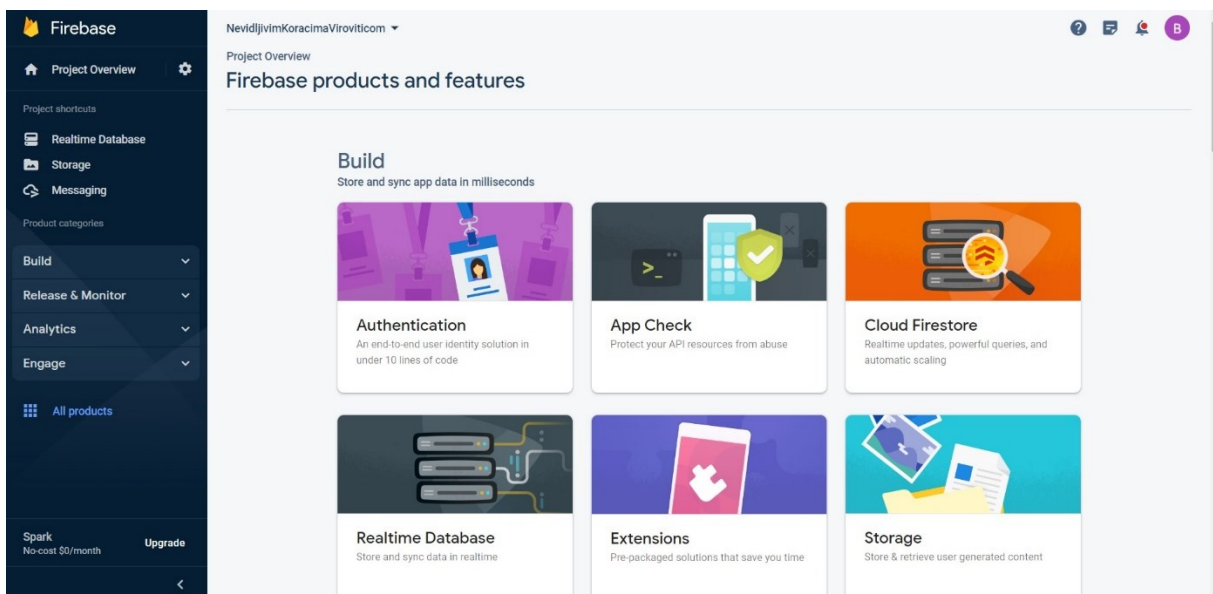 Firebase
Project Overview
Project shortcuts
Realtime Database
Storage
Messaging
Product categories
Build
Release & Monitor
Analytics
Engage
All products
Spark
No-cost $0/month
Upgrade
NevidljivimKoracimaViroviticom
B
Project Overview
Firebase products and features
Build
Store and sync app data in milliseconds
Authentication
An end-to-end user identity solution in
under 10 lines of code
App Check
Protect your API resources from abuse
Cloud Firestore
Realtime updates, powerful queries, and
automatic scaling
Realtime Database
Store and sync data in realtime
Extensions
Pre-packaged solutions that save you time
Storage
Store & retrieve user generated content